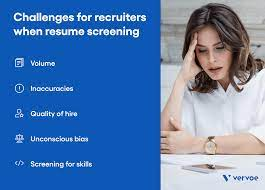 Challenges for recruiters
when resume screening
Volume
Inaccuracies
Quality of hire
Unconscious bias
Screening for skills
vervoe